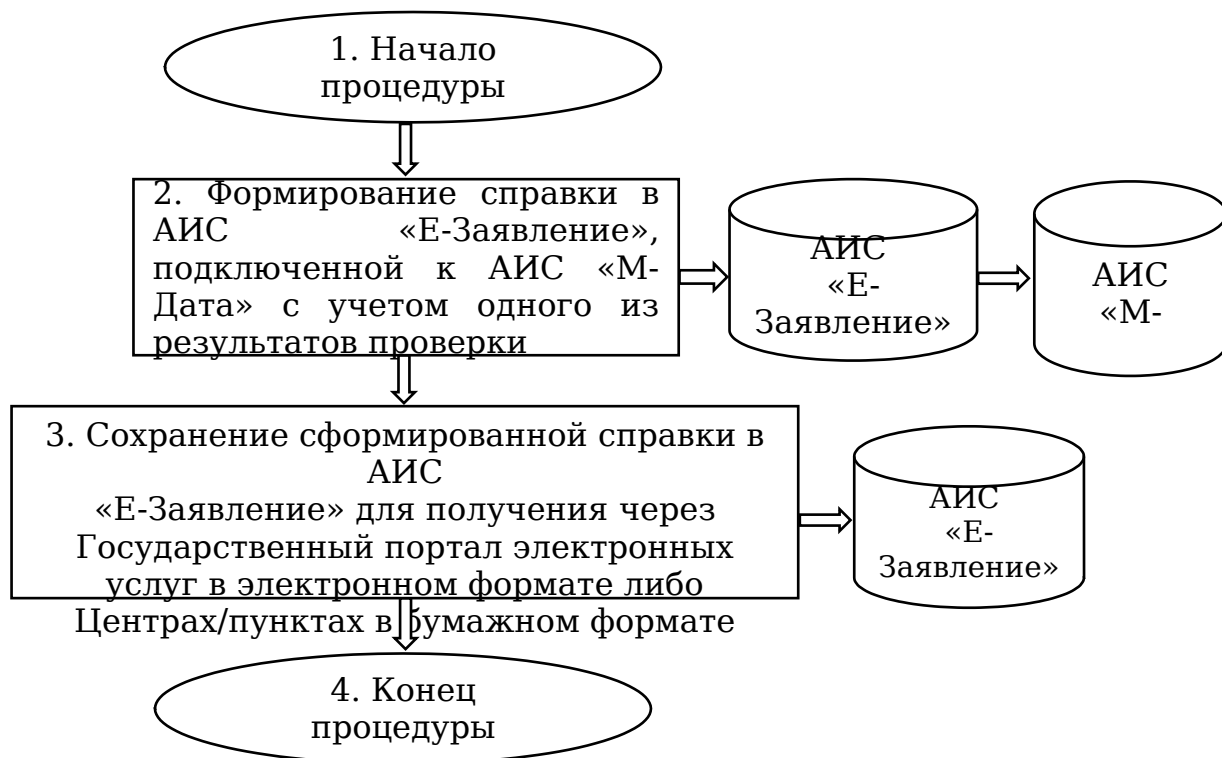 1. Начало
процедуры
2. Формирование справки в
АИС «Е-Заявление»,
подключенной к АИС «М-
Дата» с учетом одного из
результатов проверки
АИС
«Е-
Заявление»
АИС
«М-
3. Сохранение сформированной справки в
АИС
«Е-Заявление» для получения через
Государственный портал электронных
услуг в электронном формате либо
Центрах/пунктах в бумажном формате
АИС
«Е-
Заявление»
4. Конец
процедуры